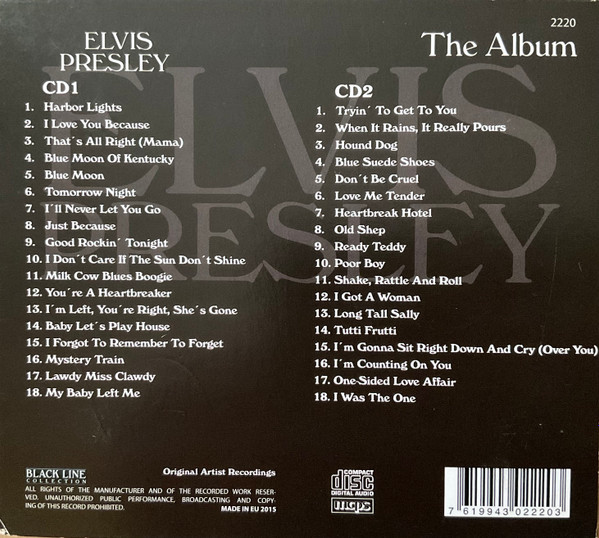 2220
ELVIS
PRESLEY
The Album
ELVIS
PRESLEY
CD1
1. Harbor Lights
2. I Love You Because
3. That´s All Right (Mama)
4. Blue Moon Of Kentucky
5. Blue Moon
6. Tomorrow Night
7. I´ll Never Let You Go
8. Just Because
9. Good Rockin´ Tonight
10. I Don´t Care If The Sun Don´t Shine
11. Milk Cow Blues Boogie
12. You´re A Heartbreaker
13. I´m Left, You´re Right, She´s Gone
14. Baby Let´s Play House
15. I Forgot To Remember To Forget
16. Mystery Train
17. Lawdy Miss Clawdy
18. My Baby Left Me
CD2
1. Tryin´ To Get To You
2. When It Rains, It Really Pours
3. Hound Dog
4. Blue Suede Shoes
5. Don´t Be Cruel
6. Love Me Tender
7. Heartbreak Hotel
8. Old Shep
9. Ready Teddy
10. Poor Boy
11. Shake, Rattle And Roll
12. I Got A Woman
13. Long Tall Sally
14. Tutti Frutti
15. I´m Gonna Sit Right Down And Cry (Over You)
16. I´m Counting On You
17. One-Sided Love Affair
18. I Was The One
BLACK LINE
COLLECTION
Original Artist Recordings
ALL RIGHTS OF THE MANUFACTURER AND OF THE RECORDED WORK RESER-
VED. UNAUTHORIZED PUBLIC PERFORMANCE, BROADCASTING AND COPY-
ING OF THIS RECORD PROHIBITED.
MADE IN EU 2015
COMPACT
disc
DIGITAL AUDIO
mcps
7 619943 022203